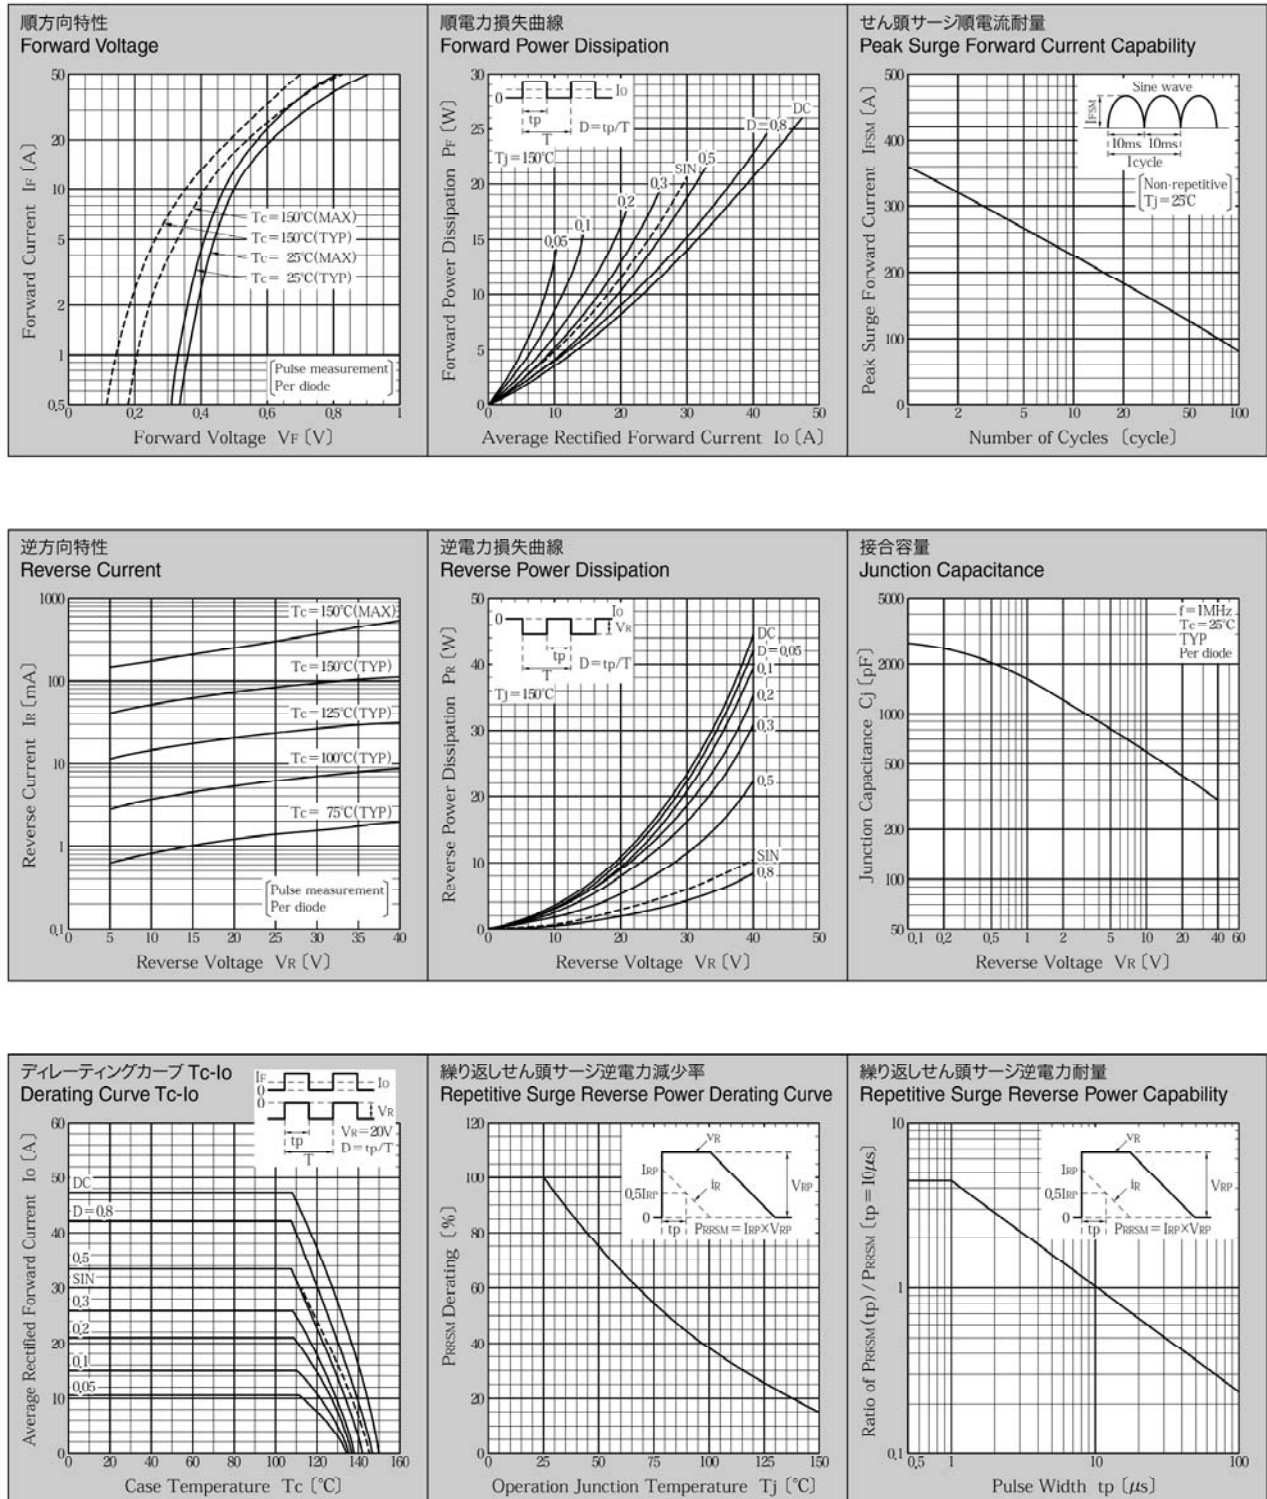 順方向特性
Forward Voltage
50
20
10
5
2
1
0.5
0
0.2
0.4
0.6
0.8
1
Forward Current IF [A]
Tc=150℃(MAX)
Tc=150℃(TYP)
Tc= 25℃(MAX)
Tc= 25℃(TYP)
Pulse measurement
Per diode
Forward Voltage VF [V]
順電力損失曲線
Forward Power Dissipation
30
25
20
15
10
5
0
0
10
20
30
40
50
Forward Power Dissipation PF [W]
0
Io
tp
T
D=tp/T
Tj=150℃
DC
D=0.8
0.5
SIN
0.3
0.2
0.1
0.05
Average Rectified Forward Current Io [A]
せん頭サージ順電流耐量
Peak Surge Forward Current Capability
500
400
300
200
100
0
1
2
5
10
20
50
100
Peak Surge Forward Current IFSM [A]
Sine wave
IFSM
10ms
10ms
1cycle
Non-repetitive
Tj=25℃
Number of Cycles [cycle]
逆方向特性
Reverse Current
1000
100
10
1
0.1
0
5
10
15
20
25
30
35
40
Reverse Current IR [mA]
Tc=150℃(MAX)
Tc=150℃(TYP)
Tc=125℃(TYP)
Tc=100℃(TYP)
Tc= 75℃(TYP)
Pulse measurement
Per diode
Reverse Voltage VR [V]
逆電力損失曲線
Reverse Power Dissipation
50
40
30
20
10
0
0
10
20
30
40
50
Reverse Power Dissipation PR [W]
0
Io
VR
tp
T
D=tp/T
Tj=150℃
DC
D=0.05
0.1
0.2
0.3
0.5
SIN
0.8
Reverse Voltage VR [V]
接合容量
Junction Capacitance
5000
2000
1000
500
200
100
50
0.1
0.2
0.5
1
2
5
10
20
40
60
Junction Capacitance Cj [pF]
f=1MHz
Tc=25℃
TYP
Per diode
Reverse Voltage VR [V]
ディレーティングカーブ Tc-Io
Derating Curve Tc-Io
60
50
40
30
20
10
0
0
20
40
60
80
100
120
140
160
Average Rectified Forward Current Io [A]
IF
0
Io
0
VR
tp
T
VR=20V
D=tp/T
DC
D=0.8
0.5
SIN
0.3
0.2
0.1
0.05
Case Temperature Tc [℃]
繰り返しせん頭サージ逆電力減少率
Repetitive Surge Reverse Power Derating Curve
120
100
80
60
40
20
0
0
25
50
75
100
125
150
PRRSM Derating [%]
VR
IRP
0.5IRP
0
iR
VRP
tp
PRRSM=IRP×VRP
Operation Junction Temperature Tj [℃]
繰り返しせん頭サージ逆電力耐量
Repetitive Surge Reverse Power Capability
10
1
0.1
0.5
1
10
100
Ratio of PRRSM(tp) / PRRSM [tp=10μs]
VR
IRP
0.5IRP
0
iR
VRP
tp
PRRSM=IRP×VRP
Pulse Width tp [μs]